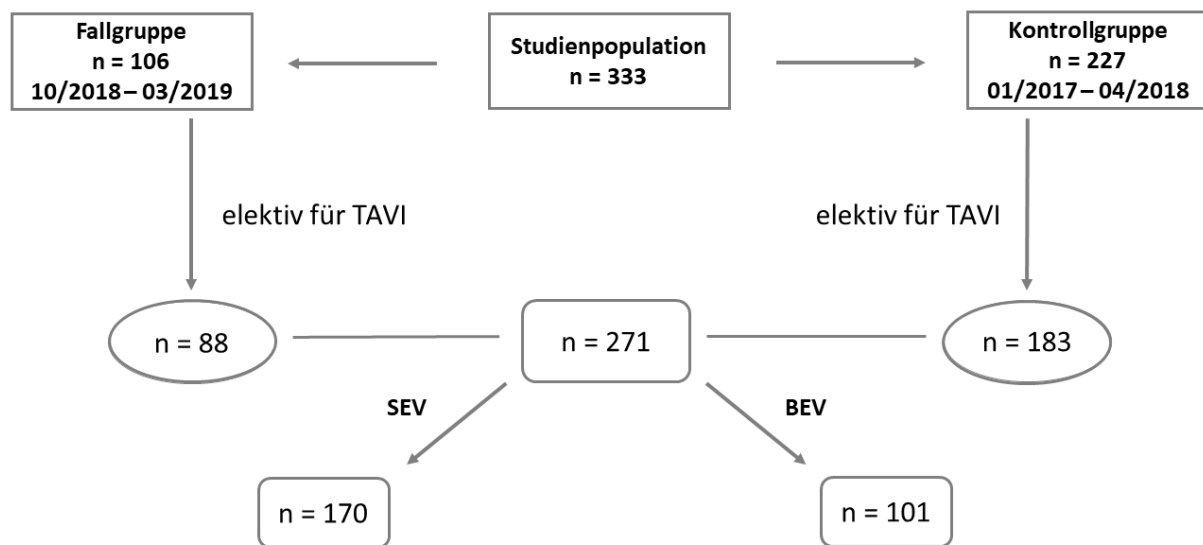 Fallgruppe
n = 106
10/2018 – 03/2019
Studienpopulation
n = 333
Kontrollgruppe
n = 227
01/2017 – 04/2018
elektiv für TAVI
elektiv für TAVI
n = 88
n = 271
n = 183
SEV
BEV
n = 170
n = 101